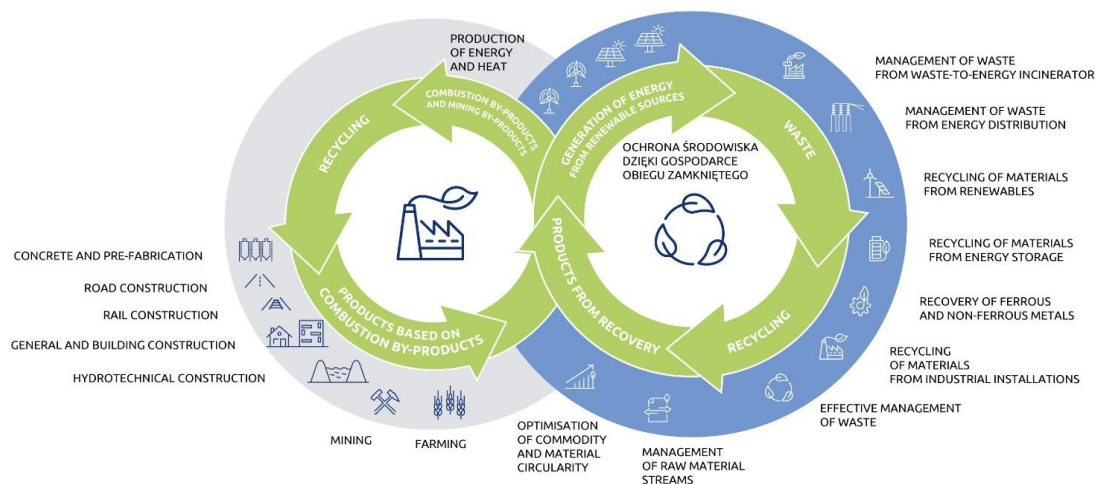 PRODUCTION
OF ENERGY
AND HEAT
COMBUSTION BY-PRODUCTS
AND MINING BY-PRODUCTS
RECYCLING
PRODUCTS BASED ON
COMBUSTION BY-PRODUCTS
CONCRETE AND PRE-FABRICATION
ROAD CONSTRUCTION
RAIL CONSTRUCTION
GENERAL AND BUILDING CONSTRUCTION
HYDROTECHNICAL CONSTRUCTION
MINING
FARMING
GENERATION OF ENERGY
FROM RENEWABLE SOURCES
WASTE
OCHRONA ŚRODOWISKA
DZIĘKI GOSPODARCE
OBIEGU ZAMKNIĘTEGO
RECYCLING
PRODUCTS FROM RECOVERY
MANAGEMENT OF WASTE
FROM WASTE-TO-ENERGY INCINERATOR
MANAGEMENT OF WASTE
FROM ENERGY DISTRIBUTION
RECYCLING OF MATERIALS
FROM RENEWABLES
RECYCLING OF MATERIALS
FROM ENERGY STORAGE
RECOVERY OF FERROUS
AND NON-FERROUS METALS
RECYCLING
OF MATERIALS
FROM INDUSTRIAL INSTALLATIONS
EFFECTIVE MANAGEMENT
OF WASTE
MANAGEMENT
OF RAW MATERIAL
STREAMS
OPTIMISATION
OF COMMODITY
AND MATERIAL
CIRCULARITY